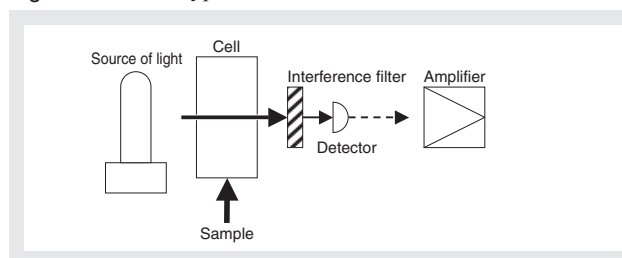 Source of light
Cell
Interference filter
Amplifier
Detector
Sample